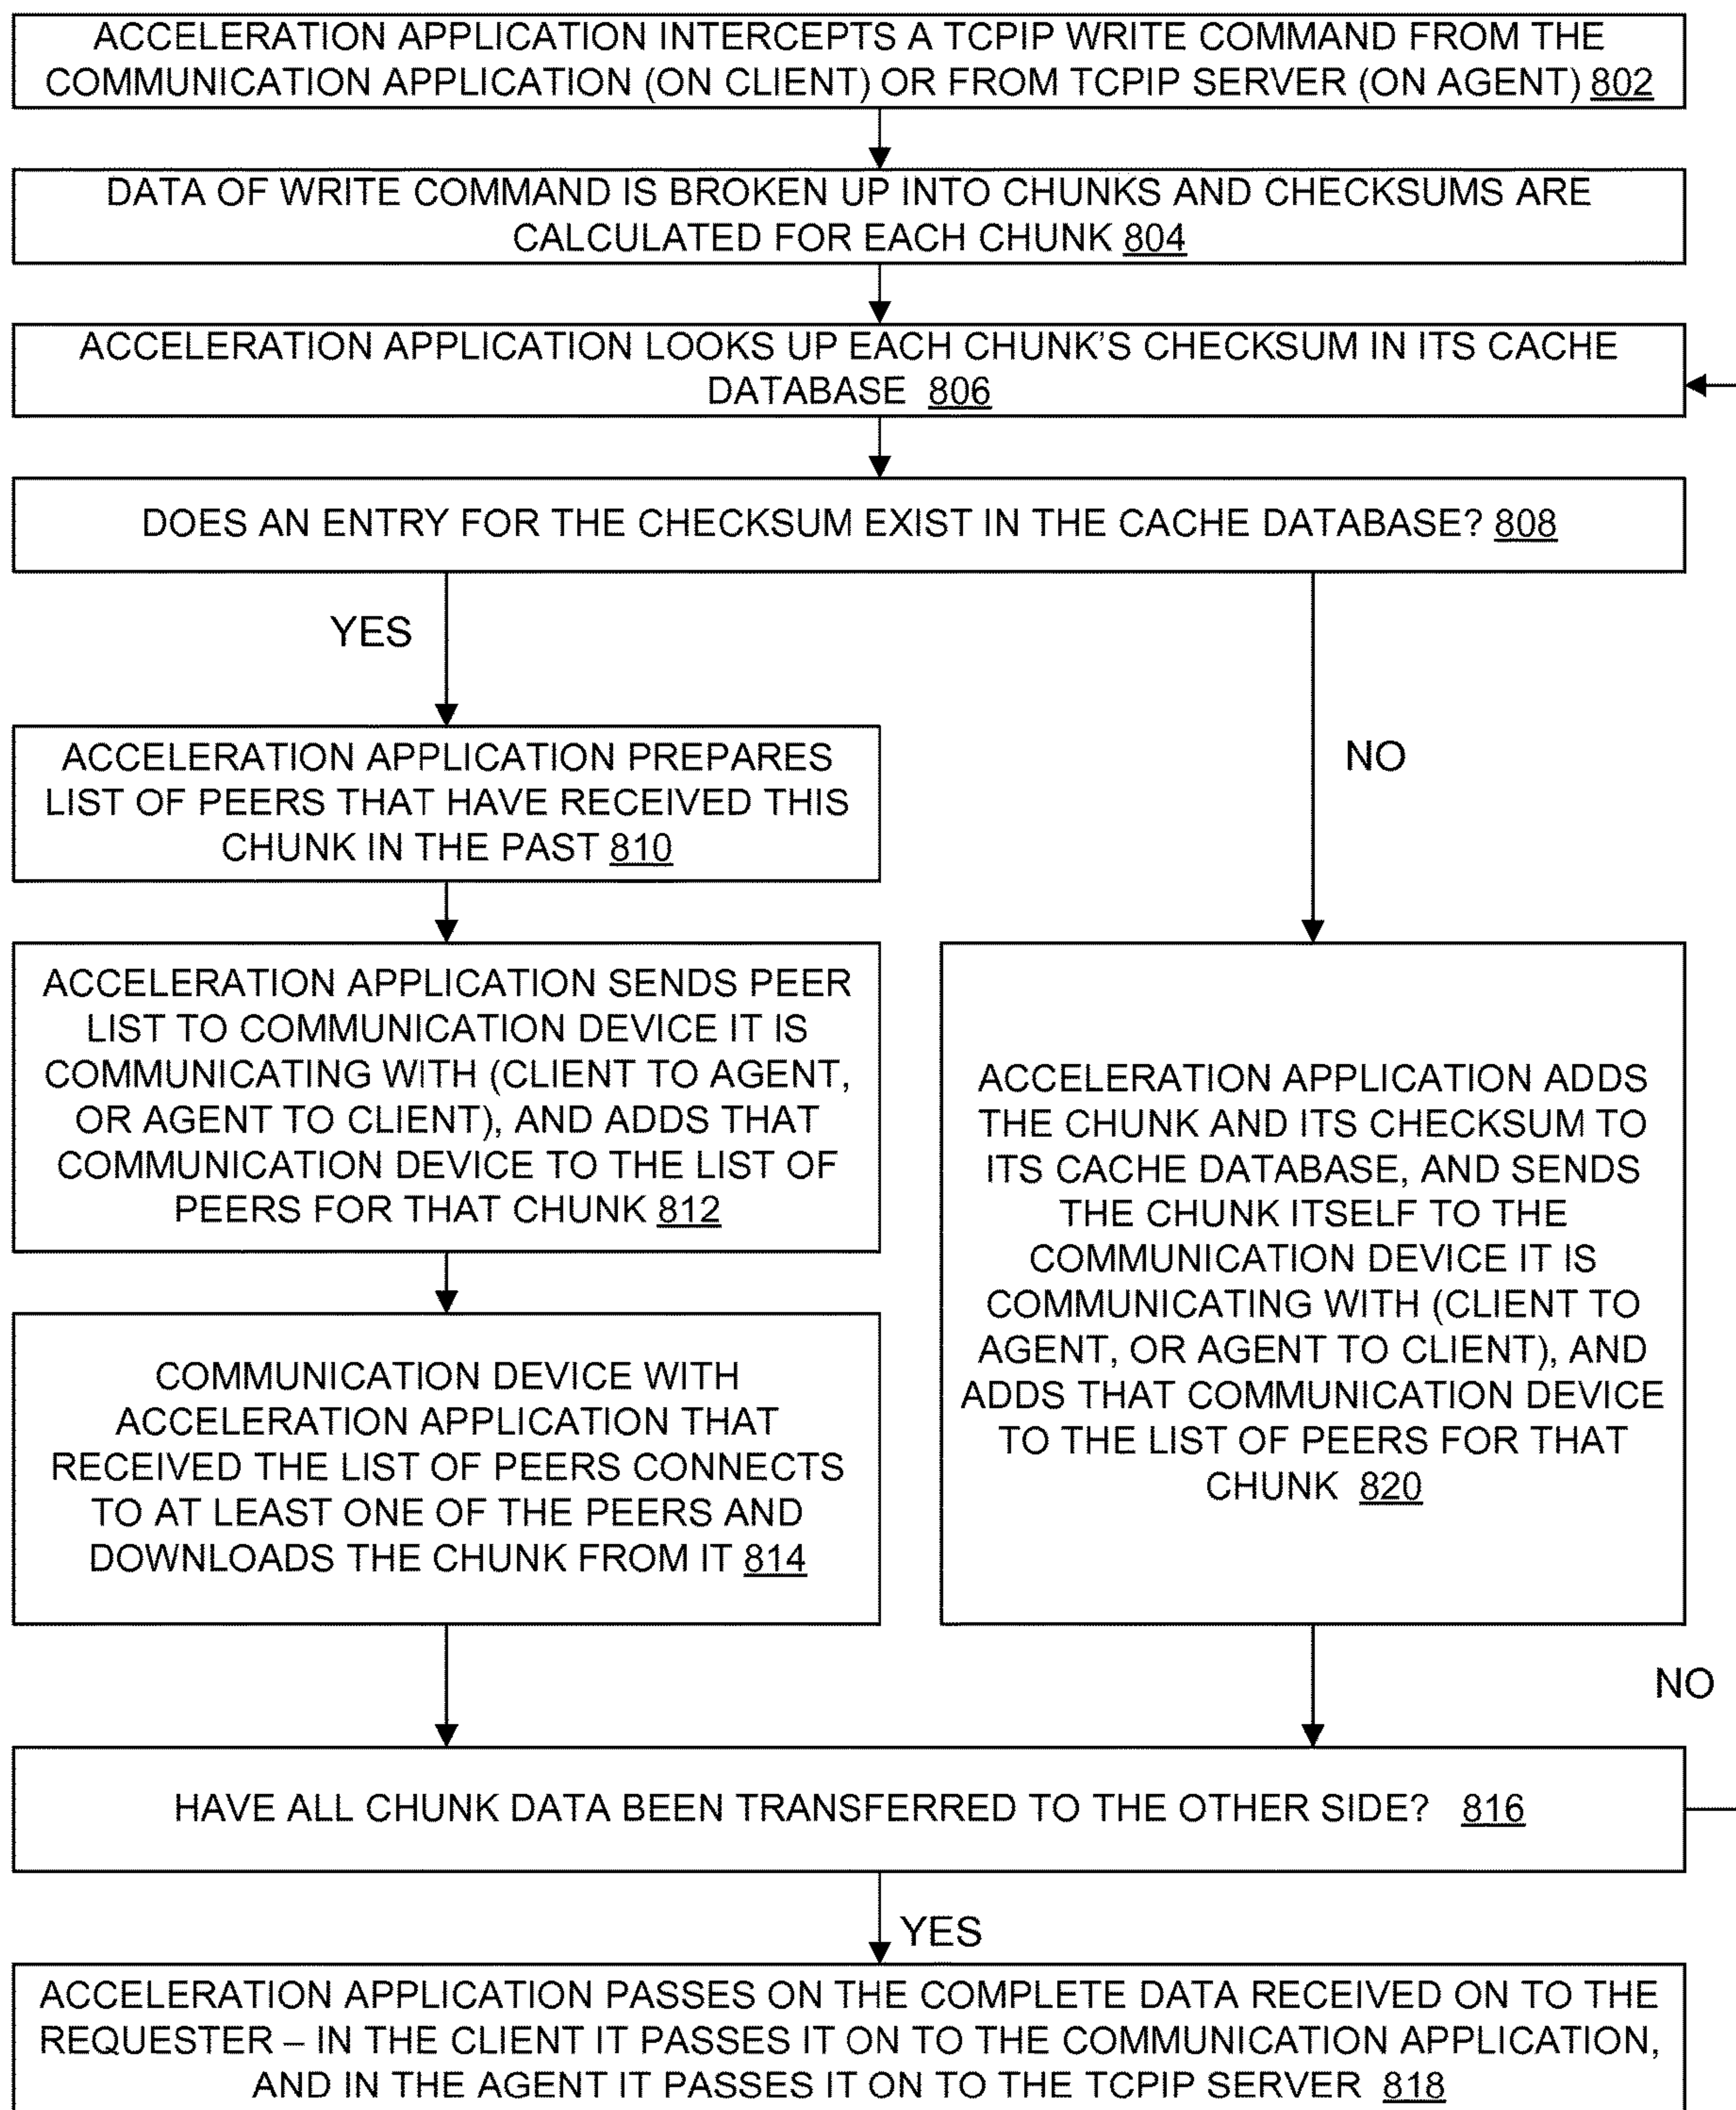 ACCELERATION APPLICATION INTERCEPTS A TCPIP WRITE COMMAND FROM THE
COMMUNICATION APPLICATION (ON CLIENT) OR FROM TCPIP SERVER (ON AGENT) 802
DATA OF WRITE COMMAND IS BROKEN UP INTO CHUNKS AND CHECKSUMS ARE
CALCULATED FOR EACH CHUNK 804
ACCELERATION APPLICATION LOOKS UP EACH CHUNK'S CHECKSUM IN ITS CACHE
DATABASE 806
DOES AN ENTRY FOR THE CHECKSUM EXIST IN THE CACHE DATABASE? 808
YES
NO
ACCELERATION APPLICATION PREPARES
LIST OF PEERS THAT HAVE RECEIVED THIS
CHUNK IN THE PAST 810
ACCELERATION APPLICATION SENDS PEER
LIST TO COMMUNICATION DEVICE IT IS
COMMUNICATING WITH (CLIENT TO AGENT,
OR AGENT TO CLIENT), AND ADDS THAT
COMMUNICATION DEVICE TO THE LIST OF
PEERS FOR THAT CHUNK 812
COMMUNICATION DEVICE WITH
ACCELERATION APPLICATION THAT
RECEIVED THE LIST OF PEERS CONNECTS
TO AT LEAST ONE OF THE PEERS AND
DOWNLOADS THE CHUNK FROM IT 814
ACCELERATION APPLICATION ADDS
THE CHUNK AND ITS CHECKSUM TO
ITS CACHE DATABASE, AND SENDS
THE CHUNK ITSELF TO THE
COMMUNICATION DEVICE IT IS
COMMUNICATING WITH (CLIENT TO
AGENT, OR AGENT TO CLIENT), AND
ADDS THAT COMMUNICATION DEVICE
TO THE LIST OF PEERS FOR THAT
CHUNK 820
NO
HAVE ALL CHUNK DATA BEEN TRANSFERRED TO THE OTHER SIDE? 816
YES
ACCELERATION APPLICATION PASSES ON THE COMPLETE DATA RECEIVED ON TO THE
REQUESTER – IN THE CLIENT IT PASSES IT ON TO THE COMMUNICATION APPLICATION,
AND IN THE AGENT IT PASSES IT ON TO THE TCPIP SERVER 818